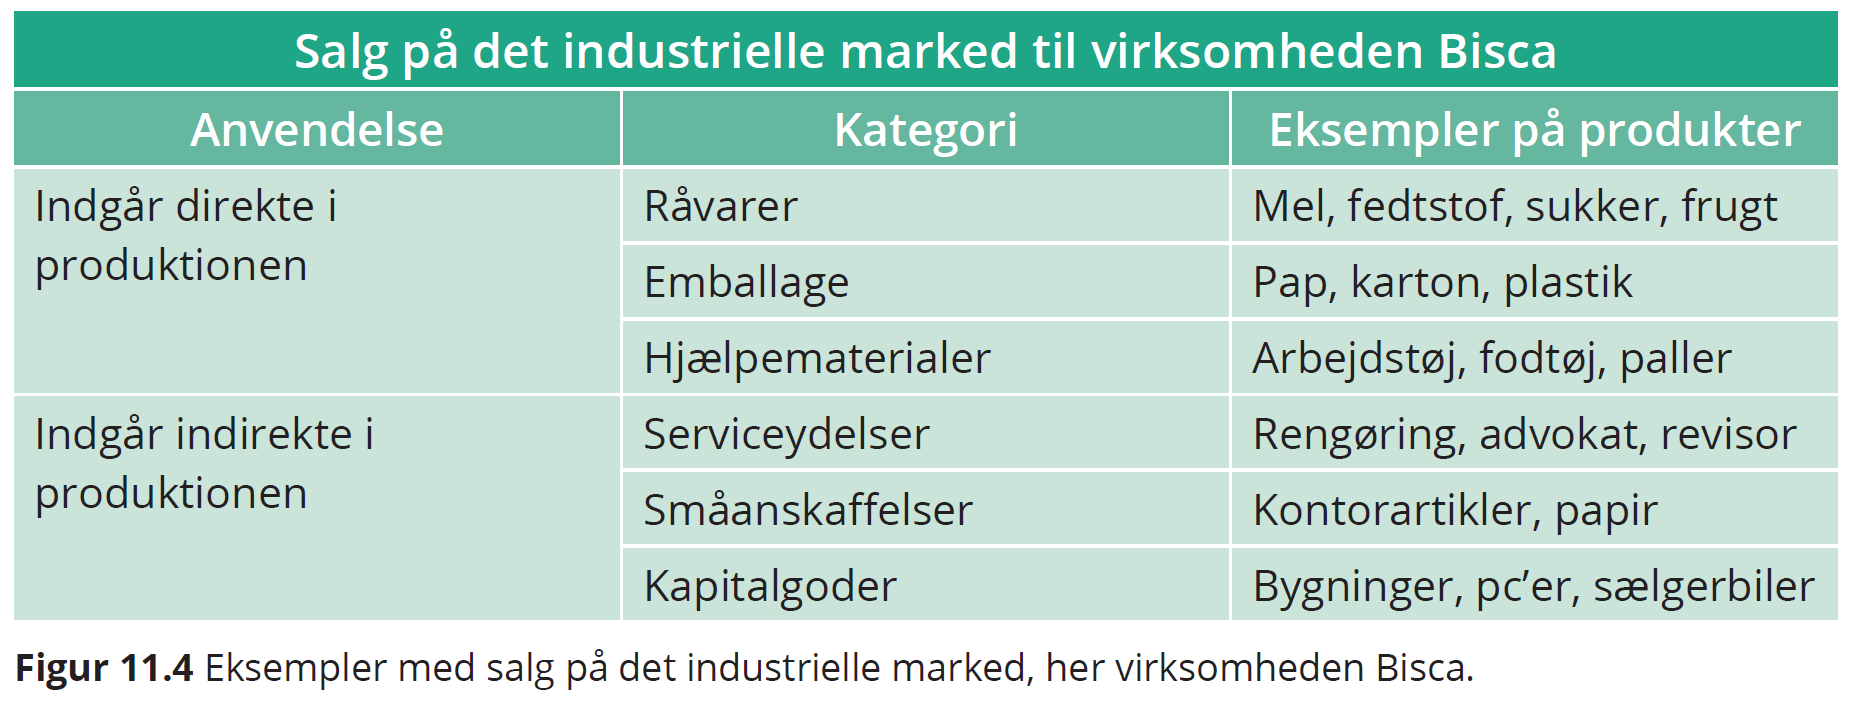 Salg på det industrielle marked til virksomheden Bisca
Anvendelse Kategori Eksempler på produkter
Indgår direkte i produktionen Råvarer Mel, fedtstof, sukker, frugt
Emballage Pap, karton, plastik
Hjælpematerialer Arbejdstøj, fodtøj, paller
Indgår indirekte i produktionen Serviceydelser Rengøring, advokat, revisor
Småanskaffelser Kontorartikler, papir
Kapitalgoder Bygninger, pc’er, sælgerbiler
Figur 11.4 Eksempler med salg på det industrielle marked, her virksomheden Bisca.